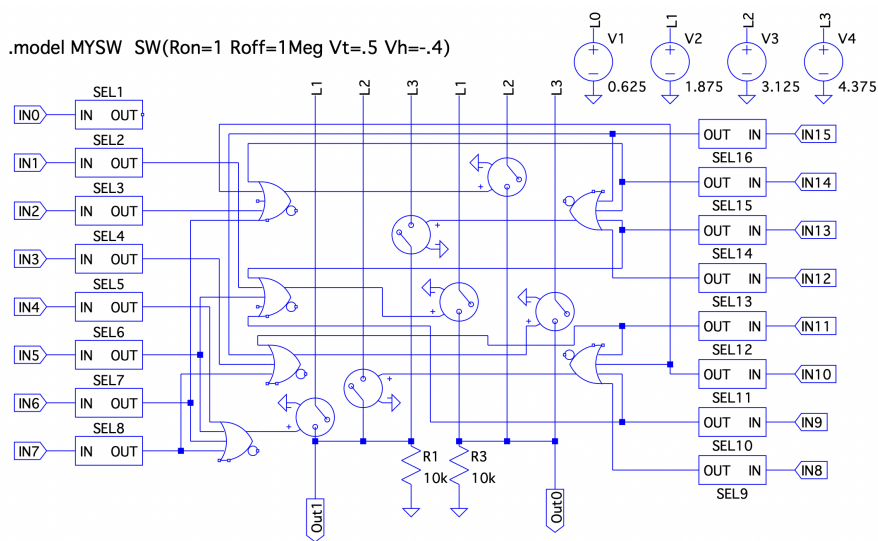 L0
L1
L2
L3
V1
V2
V3
V4
+
+
+
+
−
−
−
−
0.625
1.875
3.125
4.375
.model MYSW SW(Ron=1 Roff=1Meg Vt=.5 Vh=-.4)
L1
L2
L3
L1
L2
L3
SEL1
IN0
IN OUT
SEL2
IN1
IN OUT
SEL3
IN2
IN OUT
SEL4
IN3
IN OUT
SEL5
IN4
IN OUT
SEL6
IN5
IN OUT
SEL7
IN6
IN OUT
SEL8
IN7
IN OUT
+
+
+
+
+
+
OUT IN
IN15
SEL16
OUT IN
IN14
SEL15
OUT IN
IN13
SEL14
OUT IN
IN12
SEL13
OUT IN
IN11
SEL12
OUT IN
IN10
SEL11
OUT IN
IN9
SEL10
OUT IN
IN8
SEL9
R1
10k
R3
10k
Out1
Out0